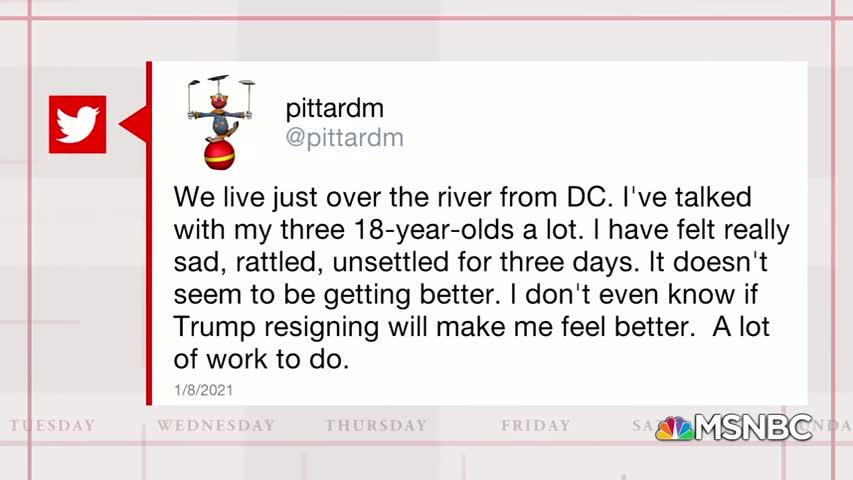 pittardm
@pittardm
We live just over the river from DC. I've talked
with my three 18-year-olds a lot. I have felt really
sad, rattled, unsettled for three days. It doesn't
seem to be getting better. I don't even know if
Trump resigning will make me feel better.  A lot
of work to do.
1/8/2021
TUESDAY WEDNESDAY THURSDAY FRIDAY SA UNDA
MSNBC